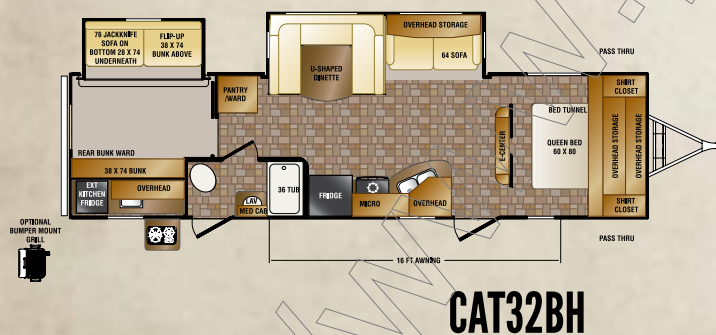 76 JACKKNIFE
SOFA ON
BOTTOM 28 X 74
UNDERNEATH
FLIP-UP
38 X 74
BUNK ABOVE
U-SHAPED
DINETTE
OVERHEAD STORAGE
64 SOFA
PASS THRU
PANTRY
/WARD
SHIRT
CLOSET
BED TUNNEL
E-CENTER
QUEEN BED
60 X 80
OVERHEAD STORAGE
OVERHEAD STORAGE
REAR BUNK WARD
38 X 74 BUNK
EXT
KITCHEN
FRIDGE
OVERHEAD
36 TUB
LAV
MED CAB
FRIDGE
MICRO
OVERHEAD
SHIRT
CLOSET
OPTIONAL
BUMPER MOUNT
GRILL
PASS THRU
16 FT AWNING
CAT32BH